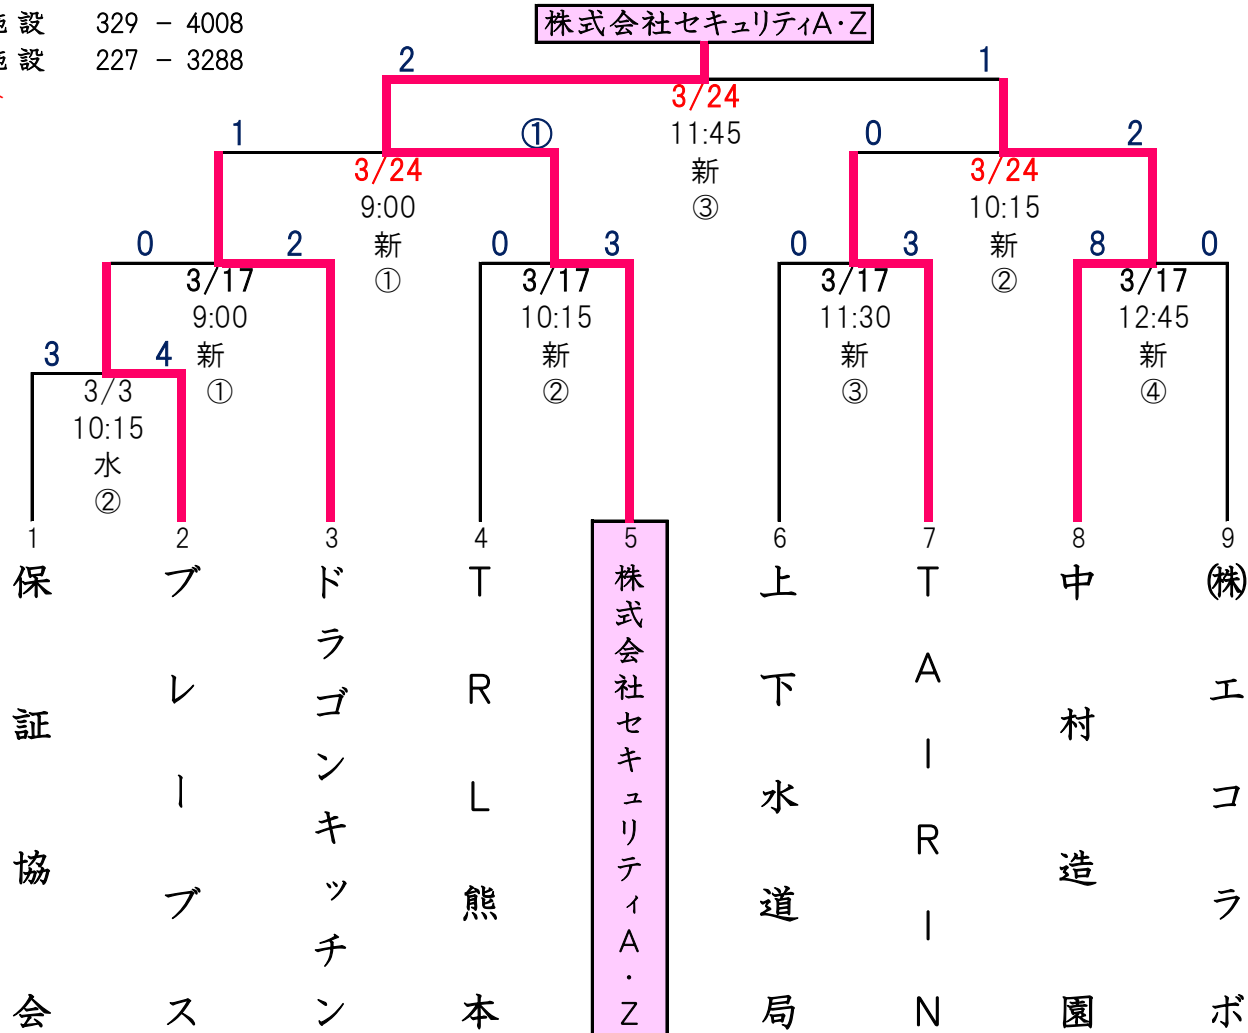 施設 329 － 4008
施設 227 － 3288
株式会社セキュリティA・Z
2 1
3/24
11:45
新
③
1 ①
3/24
9:00
新
①
0 2
3/24
10:15
新
②
0 2
3/17
9:00
新
①
0 3
3/17
10:15
新
②
0 3
3/17
11:30
新
③
8 0
3/17
12:45
新
④
3 4
3/3
10:15
水
②
1 2 3 4 5 6 7 8 9
保証協会
ブレーブス
ドラゴンキッチン
TRL熊本
株式会社セキュリティA・Z
上下水道局
TAIRIN
中村造園
㈱エコラボ